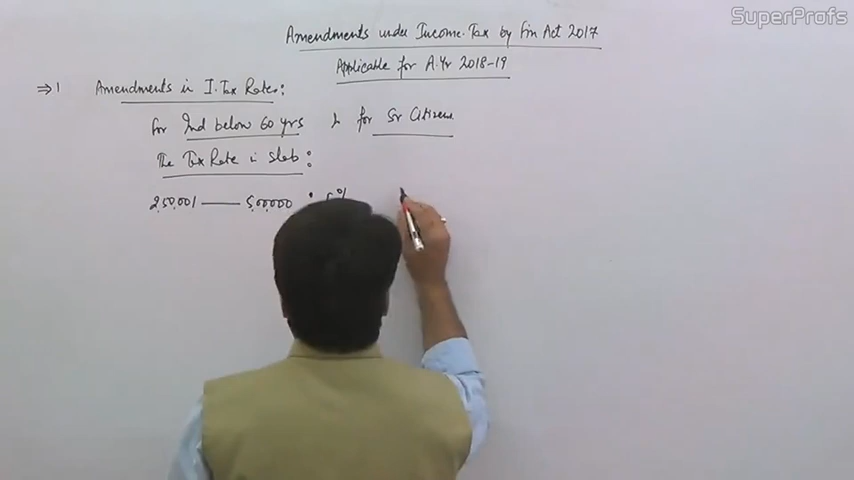 SuperProfs
Amendments under Income. Tax by Fin Act 2017
Applicable for A.Yr 2018-19
⇒ 1 Amendments in I. Tax Rates:
for Ind below 60 yrs & for Sr Citizens
The Tax Rate in slab :
2,50,001 —— 5,00,000 : 5%